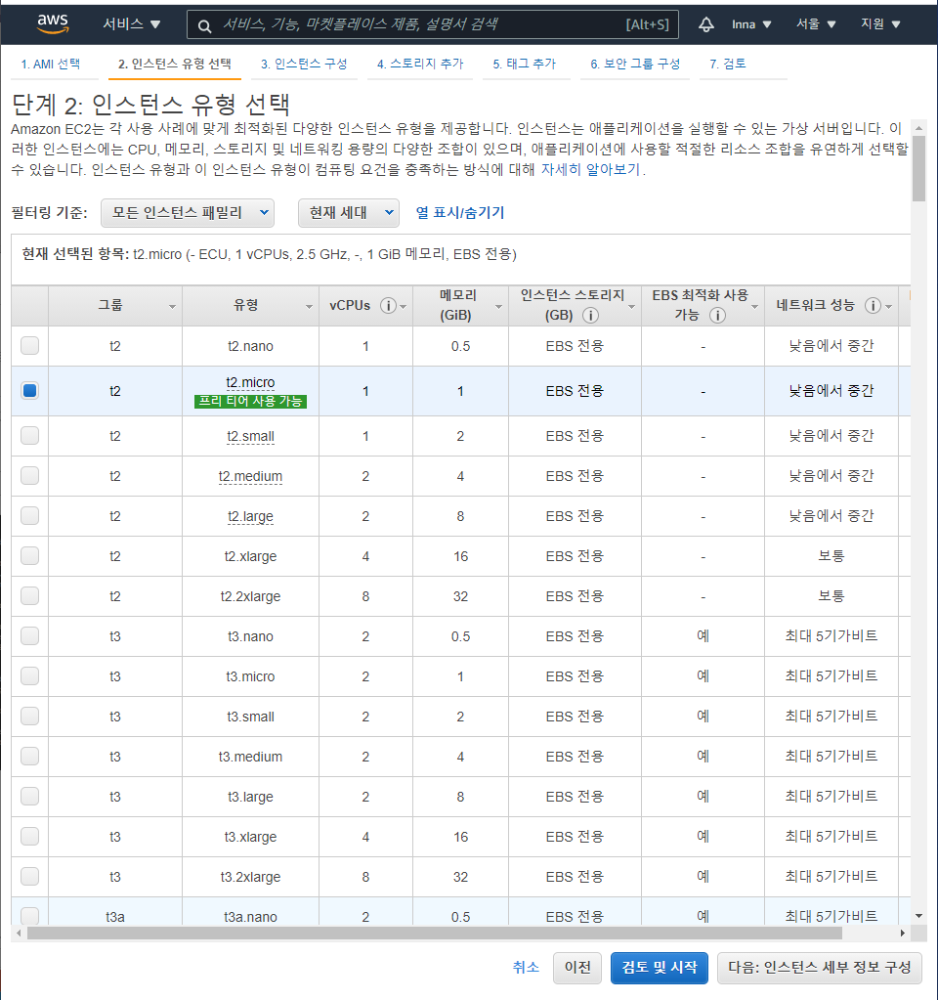 aws 서비스 서비스, 기능, 마켓플레이스 제품, 설명서 검색 [Alt+S] Inna 서울 지원
1. AMI 선택 2. 인스턴스 유형 선택 3. 인스턴스 구성 4. 스토리지 추가 5. 태그 추가 6. 보안 그룹 구성 7. 검토
단계 2: 인스턴스 유형 선택
Amazon EC2는 각 사용 사례에 맞게 최적화된 다양한 인스턴스 유형을 제공합니다. 인스턴스는 애플리케이션을 실행할 수 있는 가상 서버입니다. 이
러한 인스턴스에는 CPU, 메모리, 스토리지 및 네트워킹 용량의 다양한 조합이 있으며, 애플리케이션에 사용할 적절한 리소스 조합을 유연하게 선택할
수 있습니다. 인스턴스 유형과 이 인스턴스 유형이 컴퓨팅 요건을 충족하는 방식에 대해 자세히 알아보기.
필터링 기준: 모든 인스턴스 패밀리 현재 세대 열 표시/숨기기
현재 선택된 항목: t2.micro (- ECU, 1 vCPUs, 2.5 GHz, -, 1 GiB 메모리, EBS 전용)
그룹 유형 vCPUs 메모리 (GiB) 인스턴스 스토리지 (GB) EBS 최적화 사용 가능 네트워크 성능
t2 t2.nano 1 0.5 EBS 전용 - 낮음에서 중간
t2 t2.micro 프리 티어 사용 가능 1 1 EBS 전용 - 낮음에서 중간
t2 t2.small 1 2 EBS 전용 - 낮음에서 중간
t2 t2.medium 2 4 EBS 전용 - 낮음에서 중간
t2 t2.large 2 8 EBS 전용 - 낮음에서 중간
t2 t2.xlarge 4 16 EBS 전용 - 보통
t2 t2.2xlarge 8 32 EBS 전용 - 보통
t3 t3.nano 2 0.5 EBS 전용 예 최대 5기가비트
t3 t3.micro 2 1 EBS 전용 예 최대 5기가비트
t3 t3.small 2 2 EBS 전용 예 최대 5기가비트
t3 t3.medium 2 4 EBS 전용 예 최대 5기가비트
t3 t3.large 2 8 EBS 전용 예 최대 5기가비트
t3 t3.xlarge 4 16 EBS 전용 예 최대 5기가비트
t3 t3.2xlarge 8 32 EBS 전용 예 최대 5기가비트
t3a t3a.nano 2 0.5 EBS 전용 예 최대 5기가비트
취소 이전 검토 및 시작 다음: 인스턴스 세부 정보 구성